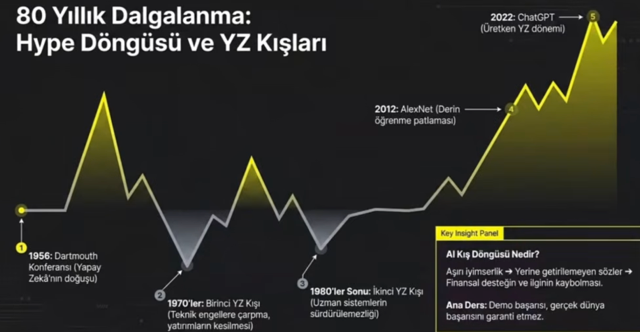 80 Yıllık Dalgalanma:
Hype Döngüsü ve YZ Kışları
2022: ChatGPT
(Üretken YZ dönemi)
5
2012: AlexNet (Derin
öğrenme patlaması)
4
1
1956: Dartmouth
Konferansı (Yapay
Zekâ'nın doğuşu)
2
1970'ler: Birinci YZ Kışı
(Teknik engellere çarpma,
yatırımların kesilmesi)
3
1980'ler Sonu: İkinci YZ Kışı
(Uzman sistemlerin
sürdürülemezliği)
Key Insight Panel
AI Kış Döngüsü Nedir?
Aşırı iyimserlik ➔ Yerine getirilemeyen sözler ➔
Finansal desteğin ve ilginin kaybolması.
Ana Ders: Demo başarısı, gerçek dünya
başarısını garanti etmez.